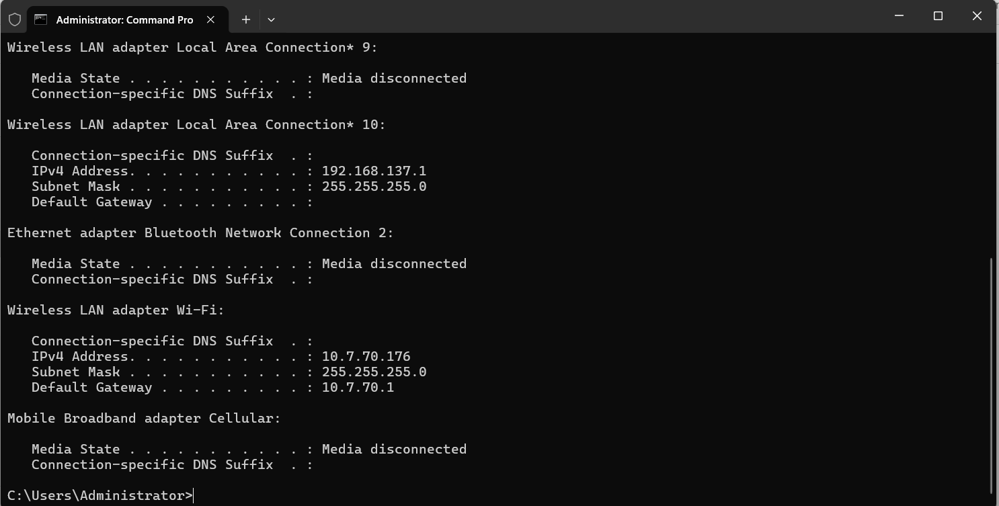 Administrator: Command Pro
Wireless LAN adapter Local Area Connection* 9:
   Media State . . . . . . . . . . . : Media disconnected
   Connection-specific DNS Suffix  . :
Wireless LAN adapter Local Area Connection* 10:
   Connection-specific DNS Suffix  . :
   IPv4 Address. . . . . . . . . . . : 192.168.137.1
   Subnet Mask . . . . . . . . . . . : 255.255.255.0
   Default Gateway . . . . . . . . . :
Ethernet adapter Bluetooth Network Connection 2:
   Media State . . . . . . . . . . . : Media disconnected
   Connection-specific DNS Suffix  . :
Wireless LAN adapter Wi-Fi:
   Connection-specific DNS Suffix  . :
   IPv4 Address. . . . . . . . . . . : 10.7.70.176
   Subnet Mask . . . . . . . . . . . : 255.255.255.0
   Default Gateway . . . . . . . . . : 10.7.70.1
Mobile Broadband adapter Cellular:
   Media State . . . . . . . . . . . : Media disconnected
   Connection-specific DNS Suffix  . :
C:\Users\Administrator>